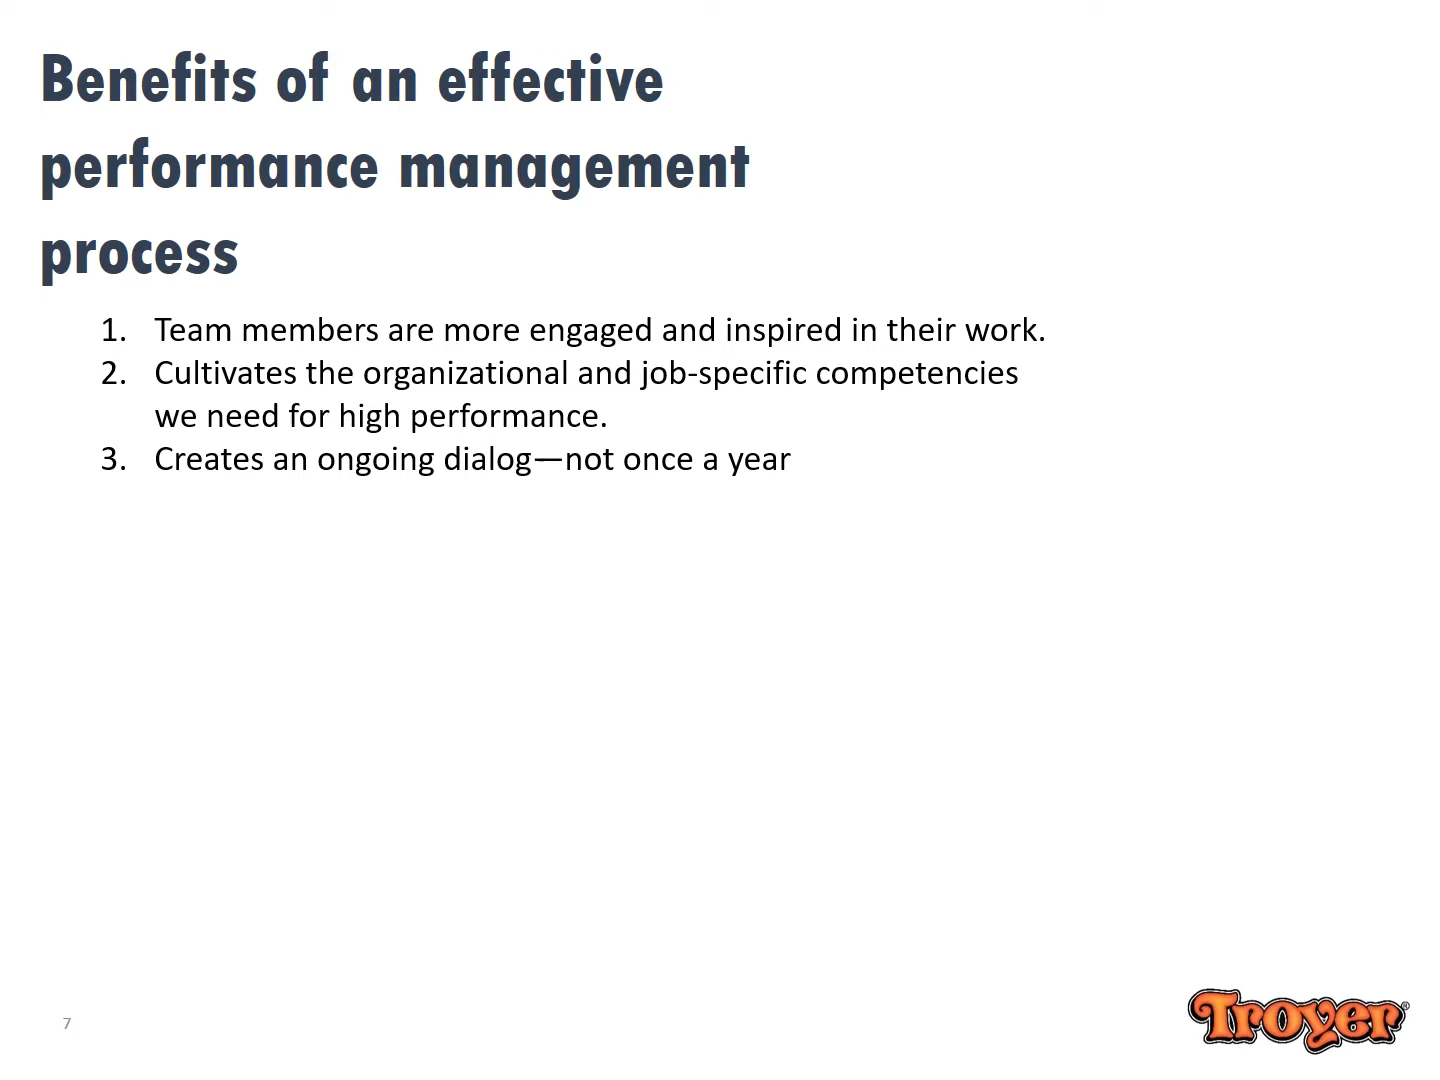 Benefits of an effective
performance management
process
1. Team members are more engaged and inspired in their work.
2. Cultivates the organizational and job-specific competencies
we need for high performance.
3. Creates an ongoing dialog—not once a year
7
Troyer®